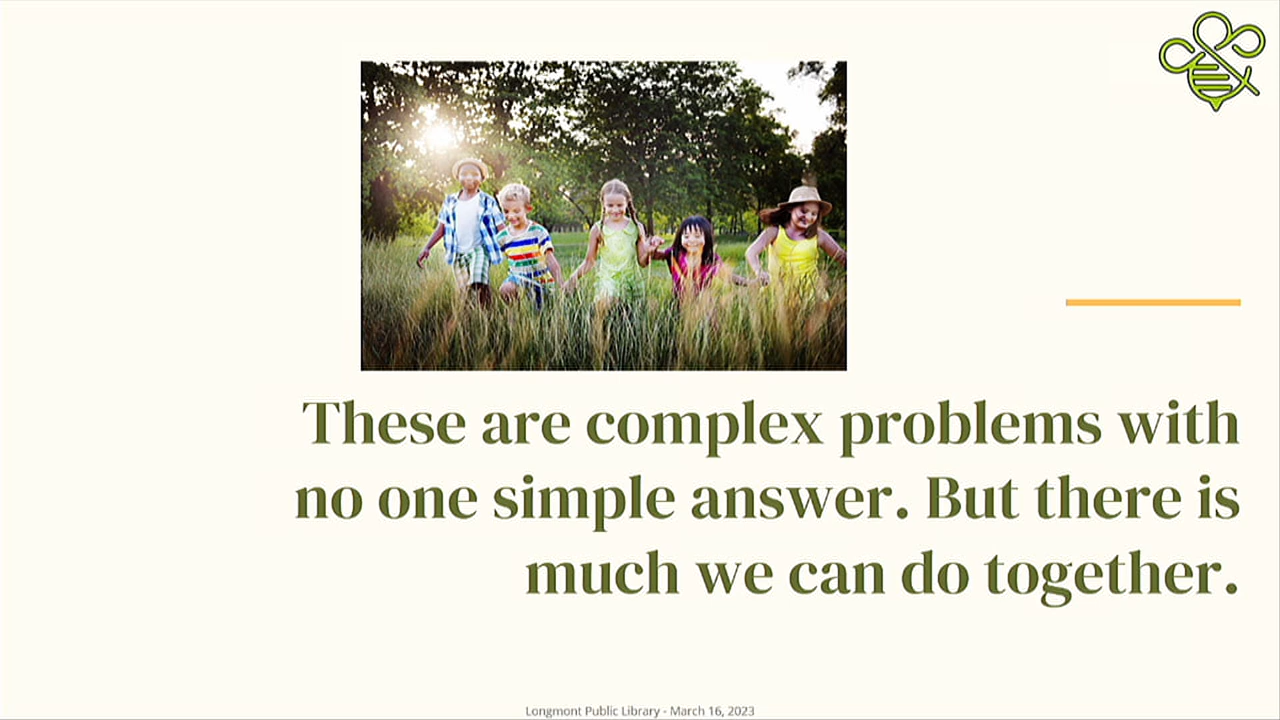 These are complex problems with
no one simple answer. But there is
much we can do together.
Longmont Public Library - March 16, 2023